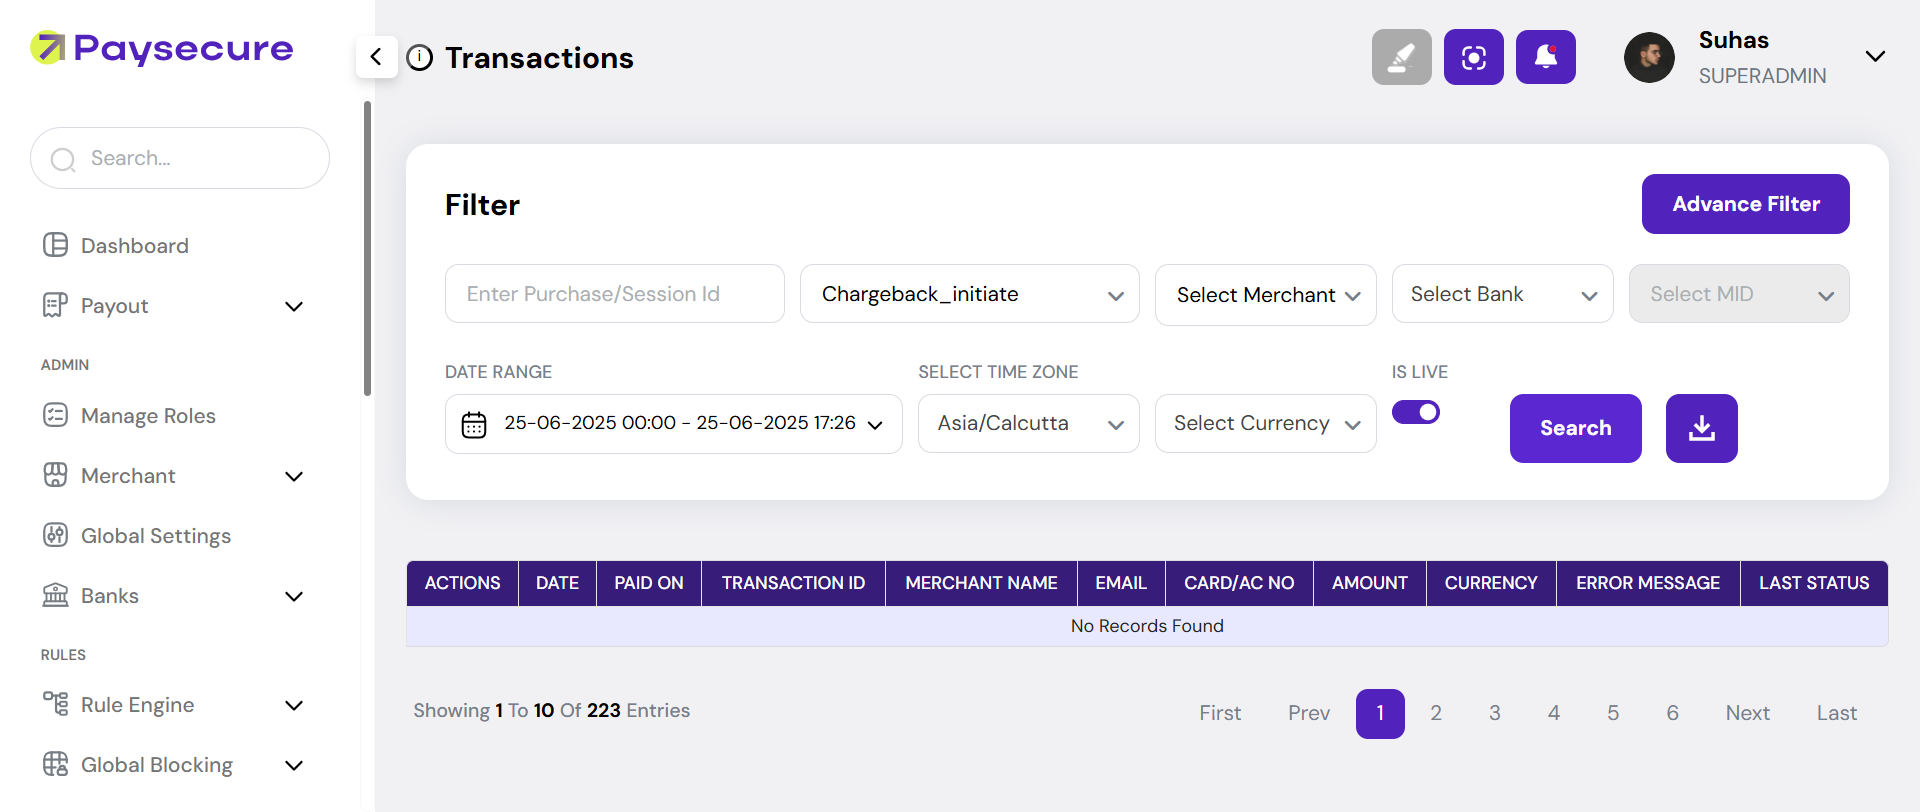 Paysecure
Search...
Dashboard
Payout
ADMIN
Manage Roles
Merchant
Global Settings
Banks
RULES
Rule Engine
Global Blocking
Transactions
Suhas
SUPERADMIN
Filter
Advance Filter
Enter Purchase/Session Id
Chargeback_initiate
Select Merchant
Select Bank
Select MID
DATE RANGE
SELECT TIME ZONE
IS LIVE
25-06-2025 00:00 - 25-06-2025 17:26
Asia/Calcutta
Select Currency
Search
ACTIONS DATE PAID ON TRANSACTION ID MERCHANT NAME EMAIL CARD/AC NO AMOUNT CURRENCY ERROR MESSAGE LAST STATUS
No Records Found
Showing 1 To 10 Of 223 Entries
First Prev 1 2 3 4 5 6 Next Last